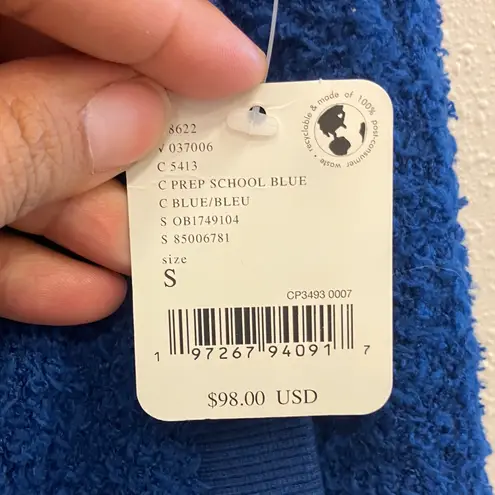 recyclable & made of 100% post-consumer waste •
8622
V 037006
C 5413
C PREP SCHOOL BLUE
C BLUE/BLEU
S OB1749104
S 85006781
size
S
CP3493 0007
1 97267 94091 7
$98.00 USD